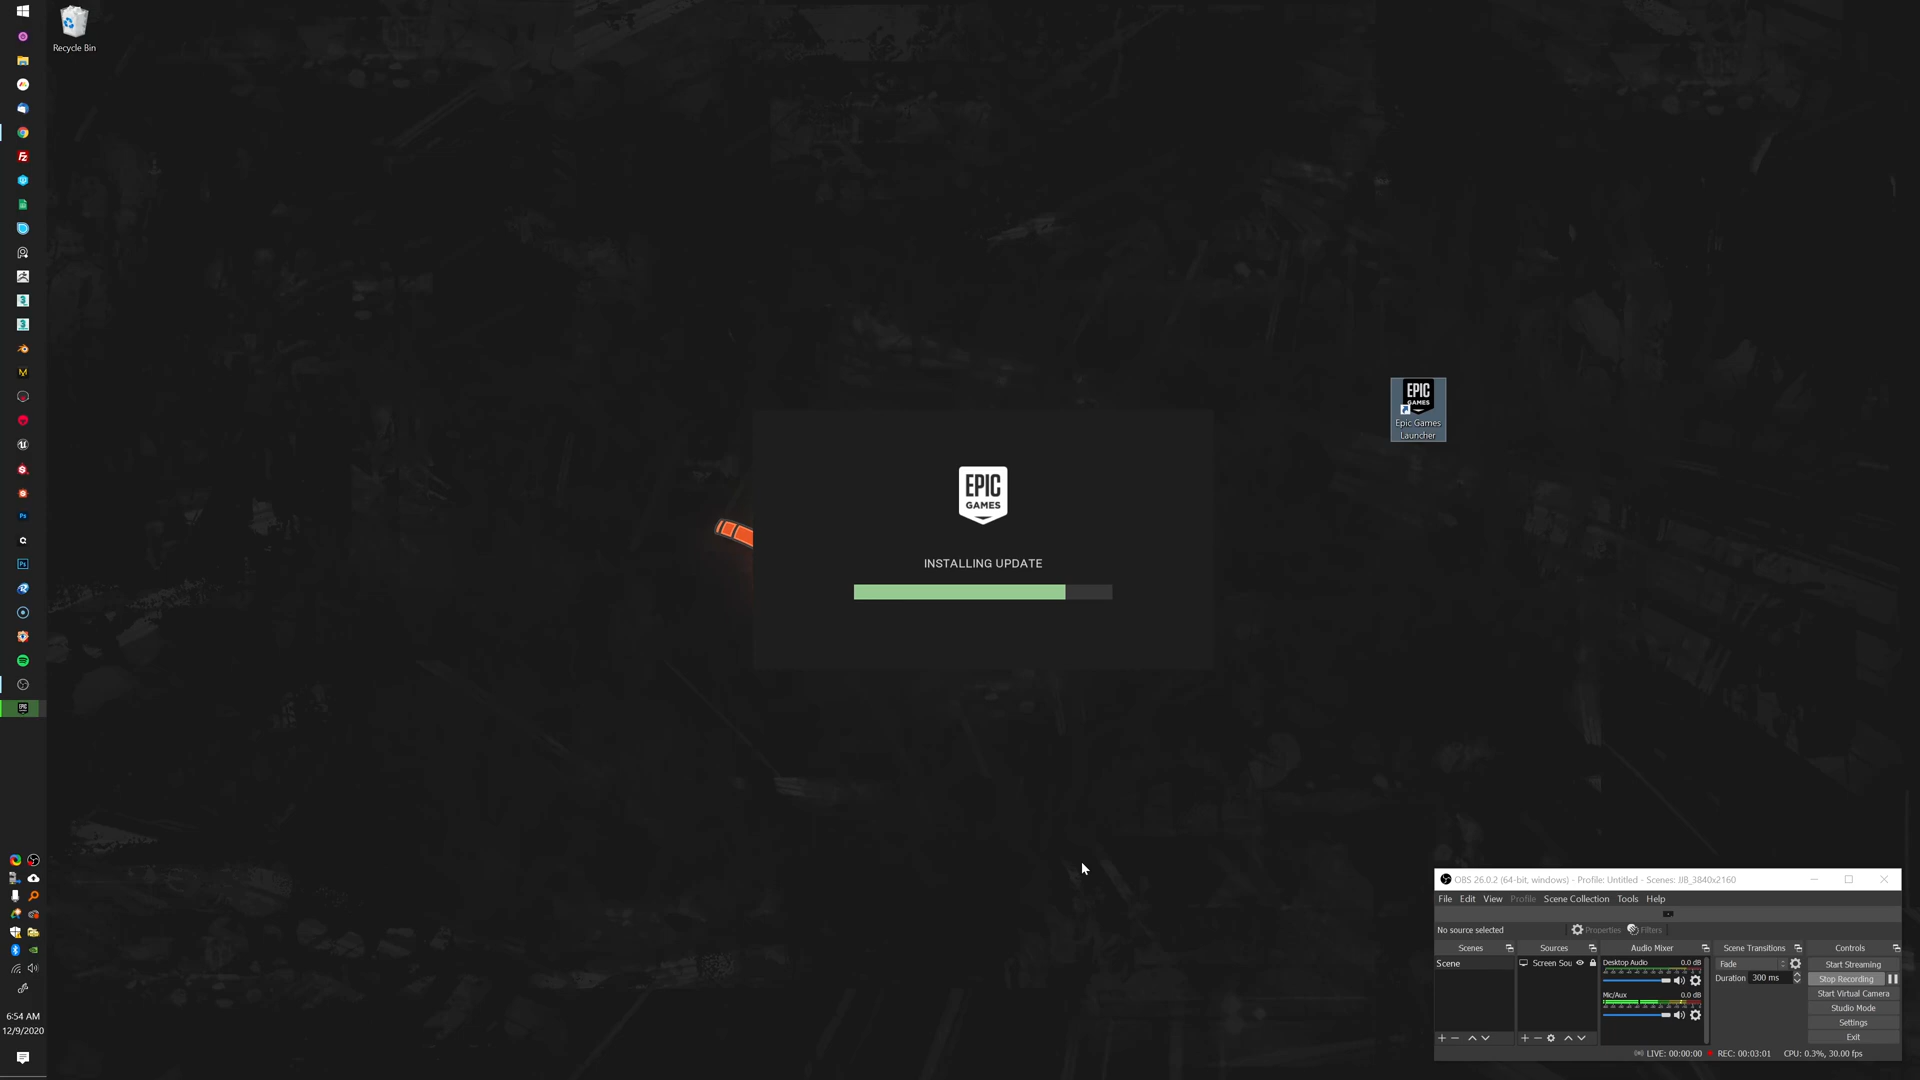 Recycle Bin
EPIC
GAMES
Epic Games
Launcher
EPIC
GAMES
INSTALLING UPDATE
6:54 AM
12/9/2020
OBS 26.0.2 (64-bit, windows) - Profile: Untitled - Scenes: JJB_3840x2160
File Edit View Profile Scene Collection Tools Help
No source selected Properties Filters
Scenes Sources Audio Mixer Scene Transitions Controls
Scene
Screen Sou
Desktop Audio 0.0 dB
Mic/Aux 0.0 dB
Fade
Duration 300 ms
Start Streaming
Stop Recording
Start Virtual Camera
Studio Mode
Settings
Exit
LIVE: 00:00:00 REC: 00:03:01 CPU: 0.3%, 30.00 fps